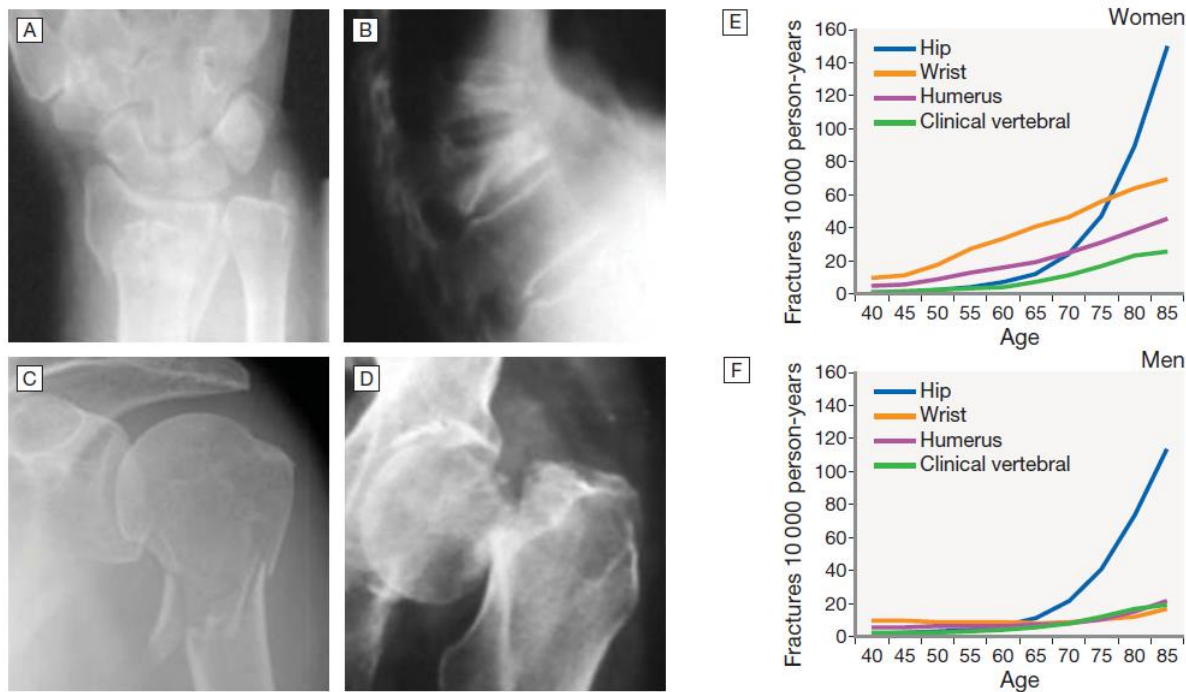 A
B
C
D
E
Women
Fractures 10 000 person-years
160
140
120
100
80
60
40
20
0
Hip
Wrist
Humerus
Clinical vertebral
40 45 50 55 60 65 70 75 80 85
Age
F
Men
Fractures 10 000 person-years
160
140
120
100
80
60
40
20
0
Hip
Wrist
Humerus
Clinical vertebral
40 45 50 55 60 65 70 75 80 85
Age